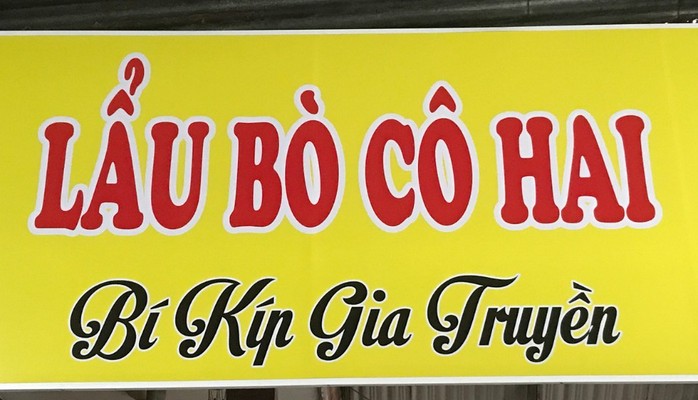 LẨU BÒ CÔ HAI
Bí Kíp Gia Truyền